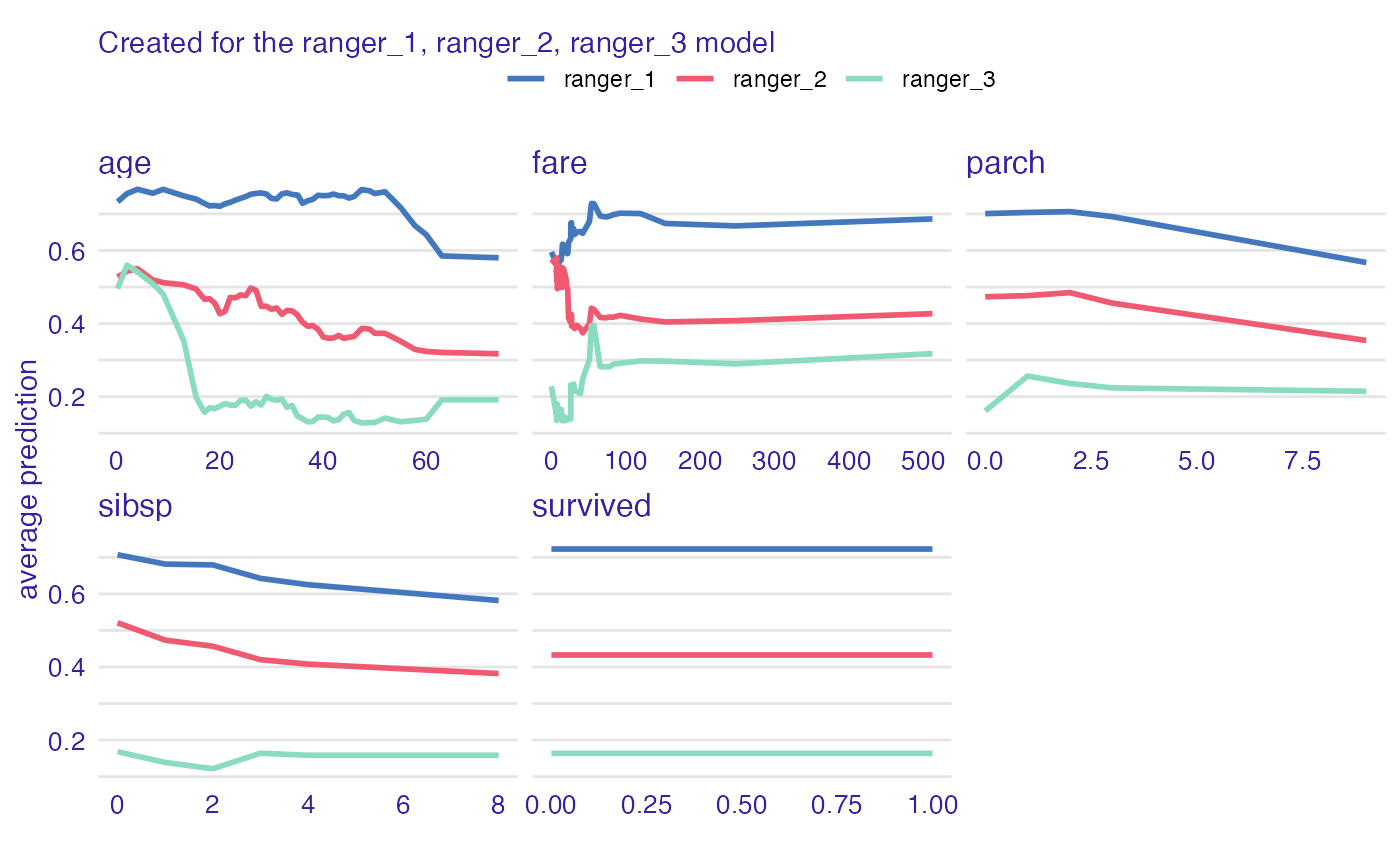 Created for the ranger_1, ranger_2, ranger_3 model
ranger_1 ranger_2 ranger_3
age fare parch
0.6
0.4
0.2
0 20 40 60 0 100 200 300 400 500 0.0 2.5 5.0 7.5
average prediction
sibsp survived
0.6
0.4
0.2
0 2 4 6 8 0.00 0.25 0.50 0.75 1.00